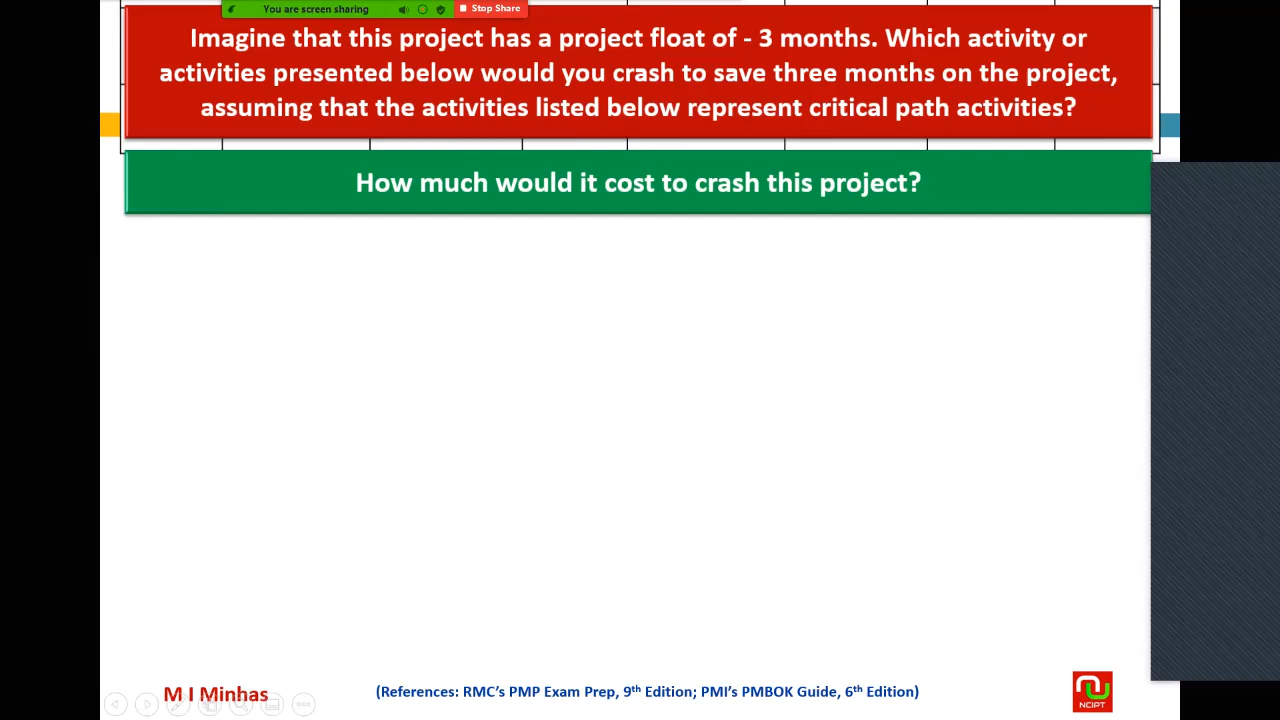 You are screen sharing
Stop Share
Imagine that this project has a project float of - 3 months. Which activity or
activities presented below would you crash to save three months on the project,
assuming that the activities listed below represent critical path activities?
How much would it cost to crash this project?
M I Minhas
(References: RMC's PMP Exam Prep, 9th Edition; PMI's PMBOK Guide, 6th Edition)
NCIPT